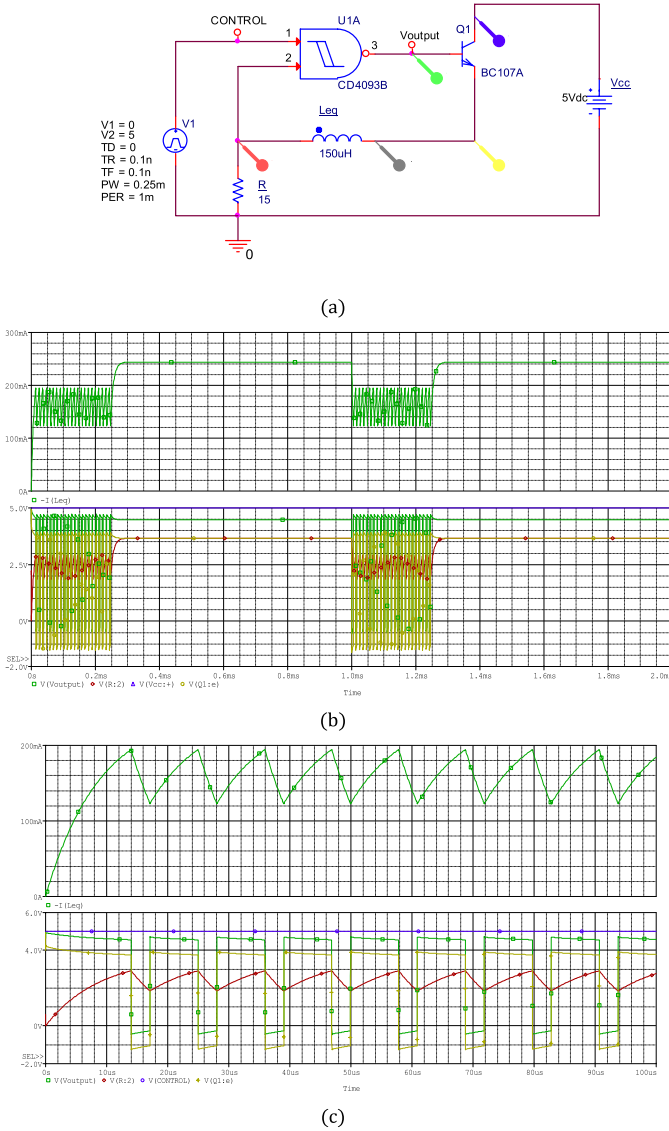 CONTROL
U1A
Q1
1
2
3
Voutput
CD4093B
BC107A
Vcc
5Vdc
Leq
150uH
V1
V1 = 0
V2 = 5
TD = 0
TR = 0.1n
TF = 0.1n
PW = 0.25m
PER = 1m
R
15
0
(a)
300mA
200mA
100mA
0A
-I(Leq)
5.0V
2.5V
0V
SEL>>
-2.0V
0s 0.2ms 0.4ms 0.6ms 0.8ms 1.0ms 1.2ms 1.4ms 1.6ms 1.8ms 2.0m
V(Voutput) V(R:2) V(Vcc:+) V(Q1:e)
Time
(b)
200mA
100mA
0A
-I(Leq)
6.0V
4.0V
0V
SEL>>
-2.0V
0s 10us 20us 30us 40us 50us 60us 70us 80us 90us 100u
V(Voutput) V(R:2) V(CONTROL) V(Q1:e)
Time
(c)